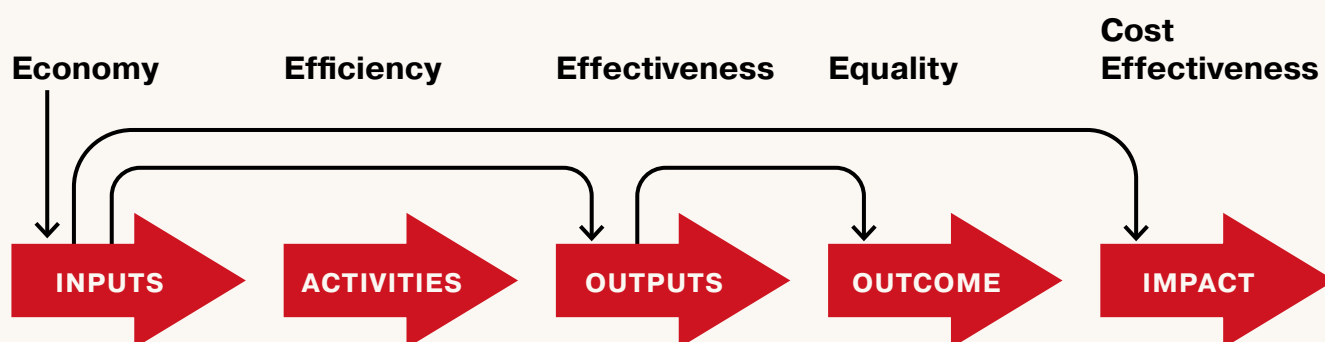 Economy
Efficiency
Effectiveness
Equality
Cost
Effectiveness
INPUTS
ACTIVITIES
OUTPUTS
OUTCOME
IMPACT